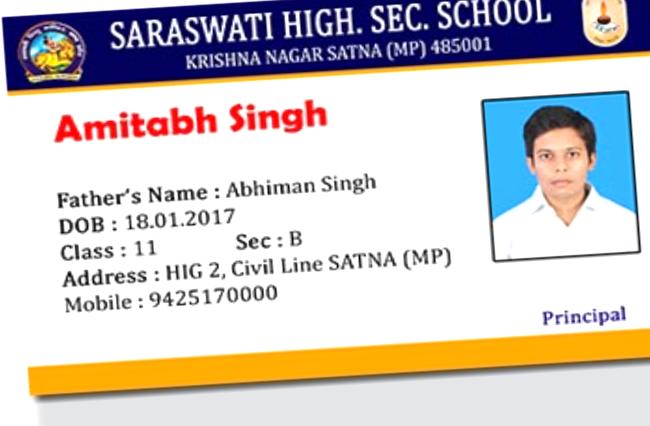 SARASWATI HIGH. SEC. SCHOOL
KRISHNA NAGAR SATNA (MP) 485001
Amitabh Singh
Father's Name : Abhiman Singh
DOB : 18.01.2017
Class : 11 Sec : B
Address : HIG 2, Civil Line SATNA (MP)
Mobile : 9425170000
Principal